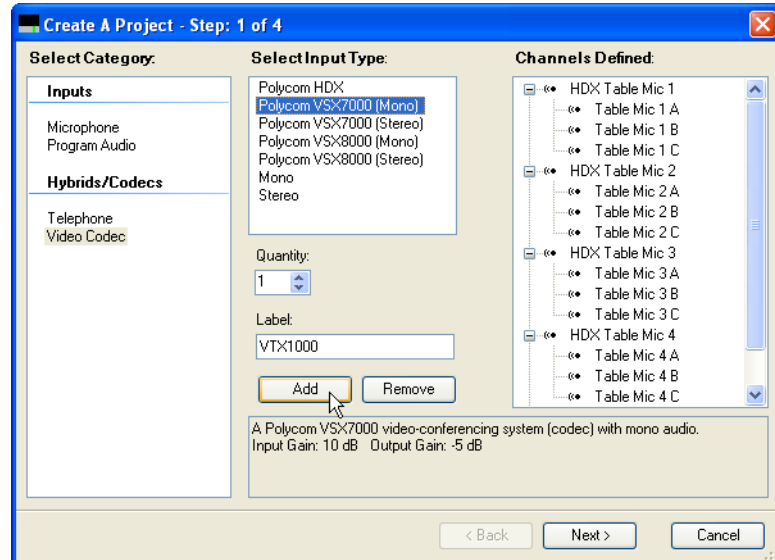 Create A Project - Step: 1 of 4
Select Category:
Inputs
Microphone
Program Audio
Hybrids/Codecs
Telephone
Video Codec
Select Input Type:
Polycom HDX
Polycom VSX7000 (Mono)
Polycom VSX7000 (Stereo)
Polycom VSX8000 (Mono)
Polycom VSX8000 (Stereo)
Mono
Stereo
Quantity:
1
Label:
VTX1000
Add
Remove
Channels Defined:
HDX Table Mic 1
Table Mic 1 A
Table Mic 1 B
Table Mic 1 C
HDX Table Mic 2
Table Mic 2 A
Table Mic 2 B
Table Mic 2 C
HDX Table Mic 3
Table Mic 3 A
Table Mic 3 B
Table Mic 3 C
HDX Table Mic 4
Table Mic 4 A
Table Mic 4 B
Table Mic 4 C
A Polycom VSX7000 video-conferencing system (codec) with mono audio.
Input Gain: 10 dB Output Gain: -5 dB
< Back
Next >
Cancel